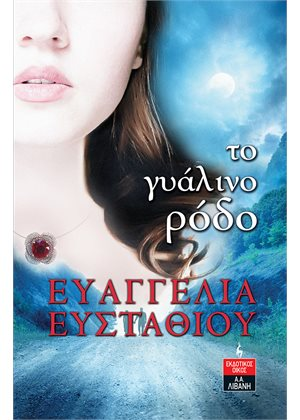 το
γυάλινο
ρόδο
ΕΥΑΓΓΕΛΙΑ
ΕΥΣΤΑΘΙΟΥ
ΕΚΔΟΤΙΚΟΣ
ΟΙΚΟΣ
Α.Α.
ΛΙΒΑΝΗ